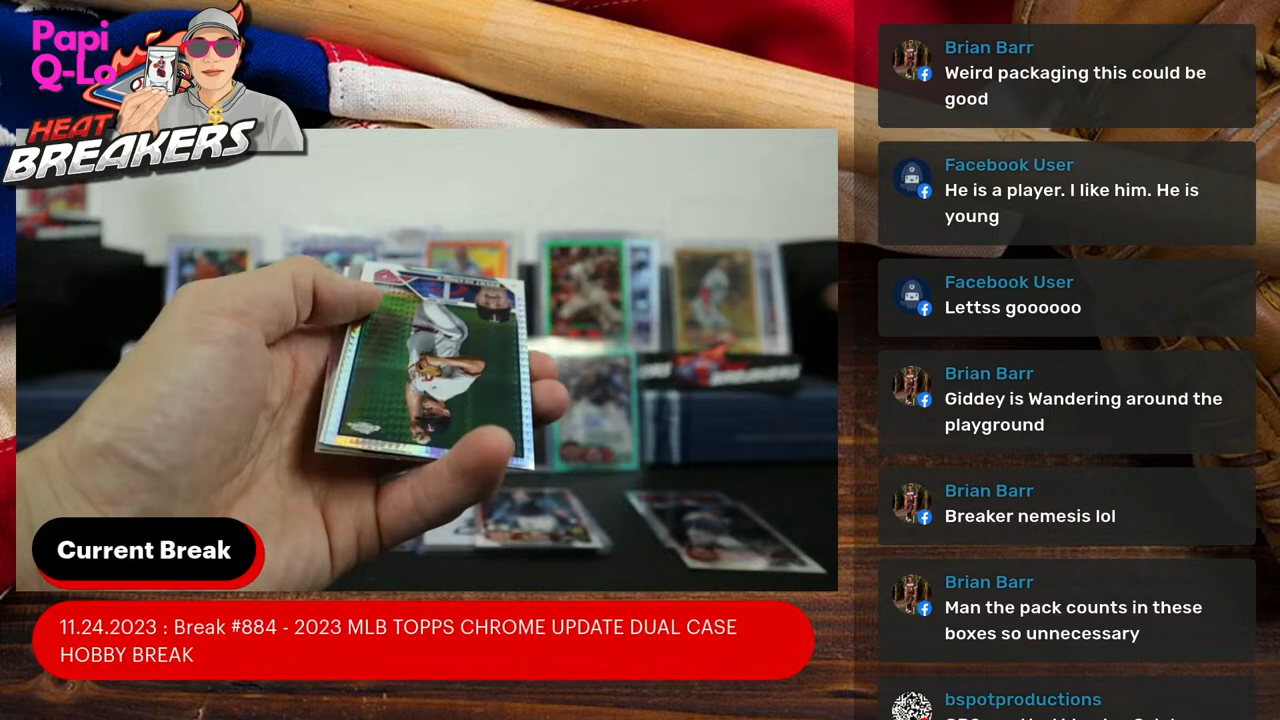 Papi
Q-Lo
HEAT
BREAKERS
BREAKERS
Current Break
11.24.2023 : Break #884 - 2023 MLB TOPPS CHROME UPDATE DUAL CASE
HOBBY BREAK
Brian Barr
Weird packaging this could be
good
Facebook User
He is a player. I like him. He is
young
Facebook User
Lettss goooooo
Brian Barr
Giddey is Wandering around the
playground
Brian Barr
Breaker nemesis lol
Brian Barr
Man the pack counts in these
boxes so unnecessary
bspotproductions